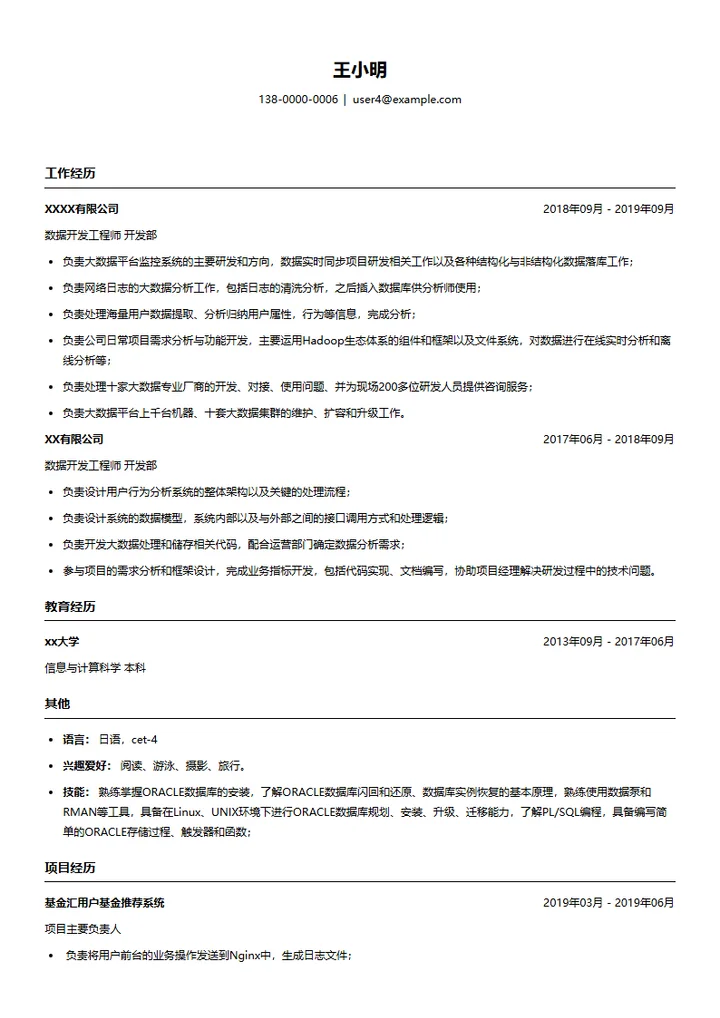 王小明
138-0000-0006 | user4@example.com
工作经历
XXXX有限公司 2018年09月 - 2019年09月
数据开发工程师 开发部
• 负责大数据平台监控系统的主要研发和方向，数据实时同步项目研发相关工作以及各种结构化与非结构化数据落库工作；
• 负责网络日志的大数据分析工作，包括日志的清洗分析，之后插入数据库供分析师使用；
• 负责处理海量用户数据提取、分析归纳用户属性，行为等信息，完成分析；
• 负责公司日常项目需求分析与功能开发，主要运用Hadoop生态体系的组件和框架以及文件系统，对数据进行在线实时分析和离
线分析等；
• 负责处理十家大数据专业厂商的开发、对接、使用问题、并为现场200多位研发人员提供咨询服务；
• 负责大数据平台上千台机器、十套大数据集群的维护、扩容和升级工作。
XX有限公司 2017年06月 - 2018年09月
数据开发工程师 开发部
• 负责设计用户行为分析系统的整体架构以及关键的处理流程；
• 负责设计系统的数据模型，系统内部以及与外部之间的接口调用方式和处理逻辑；
• 负责开发大数据处理和储存相关代码，配合运营部门确定数据分析需求；
• 参与项目的需求分析和框架设计，完成业务指标开发，包括代码实现、文档编写，协助项目经理解决研发过程中的技术问题。
教育经历
xx大学 2013年09月 - 2017年06月
信息与计算科学 本科
其他
• 语言： 日语，cet-4
• 兴趣爱好： 阅读、游泳、摄影、旅行。
• 技能： 熟练掌握ORACLE数据库的安装，了解ORACLE数据库闪回和还原、数据库实例恢复的基本原理，熟练使用数据泵和
RMAN等工具，具备在Linux、UNIX环境下进行ORACLE数据库规划、安装、升级、迁移能力，了解PL/SQL编程，具备编写简
单的ORACLE存储过程、触发器和函数；
项目经历
基金汇用户基金推荐系统 2019年03月 - 2019年06月
项目主要负责人
• 负责将用户前台的业务操作发送到Nginx中，生成日志文件；